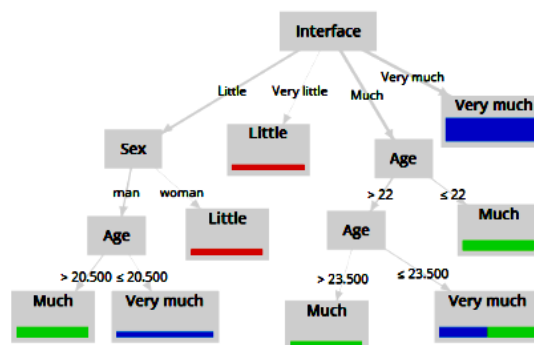 Interface
Little
Very little
Much
Very much
Very much
Little
Sex
Age
man
woman
> 22
≤ 22
Age
Little
Age
Much
> 20.500
≤ 20.500
> 23.500
≤ 23.500
Much
Very much
Much
Very much